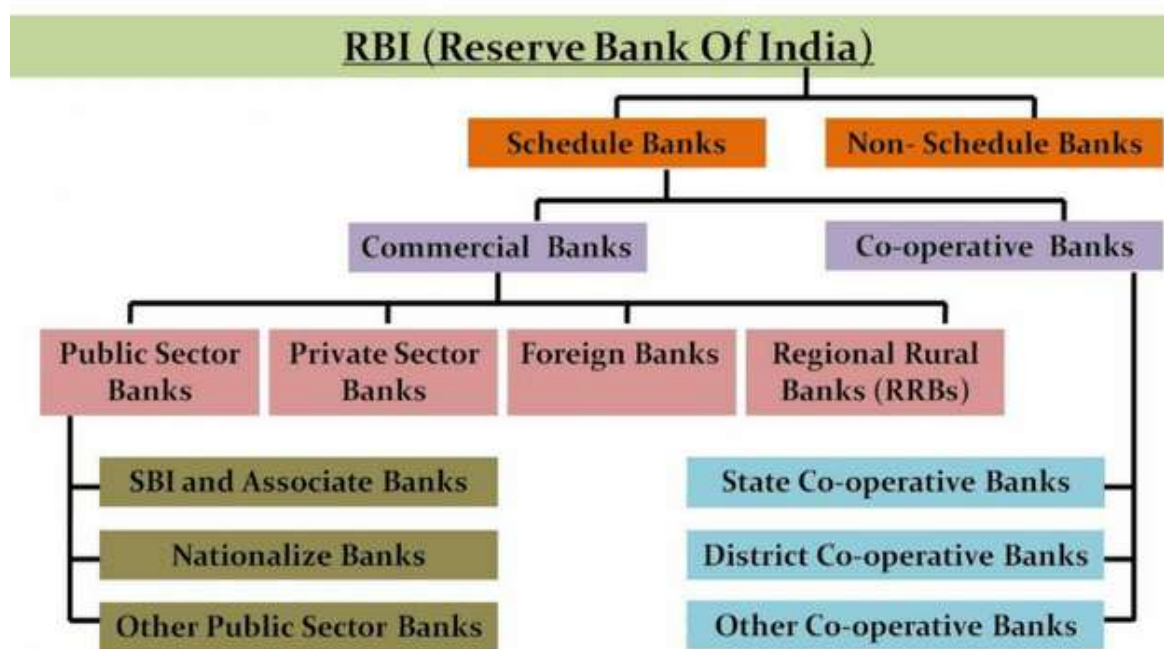 RBI (Reserve Bank Of India)
Schedule Banks
Non- Schedule Banks
Commercial Banks
Co-operative Banks
Public Sector
Banks
Private Sector
Banks
Foreign Banks
Regional Rural
Banks (RRBs)
SBI and Associate Banks
Nationalize Banks
Other Public Sector Banks
State Co-operative Banks
District Co-operative Banks
Other Co-operative Banks